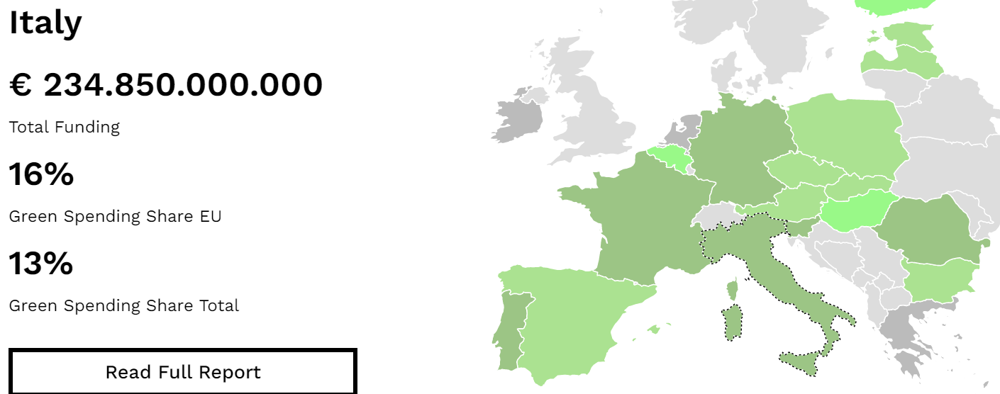 Italy
€ 234.850.000.000
Total Funding
16%
Green Spending Share EU
13%
Green Spending Share Total
Read Full Report